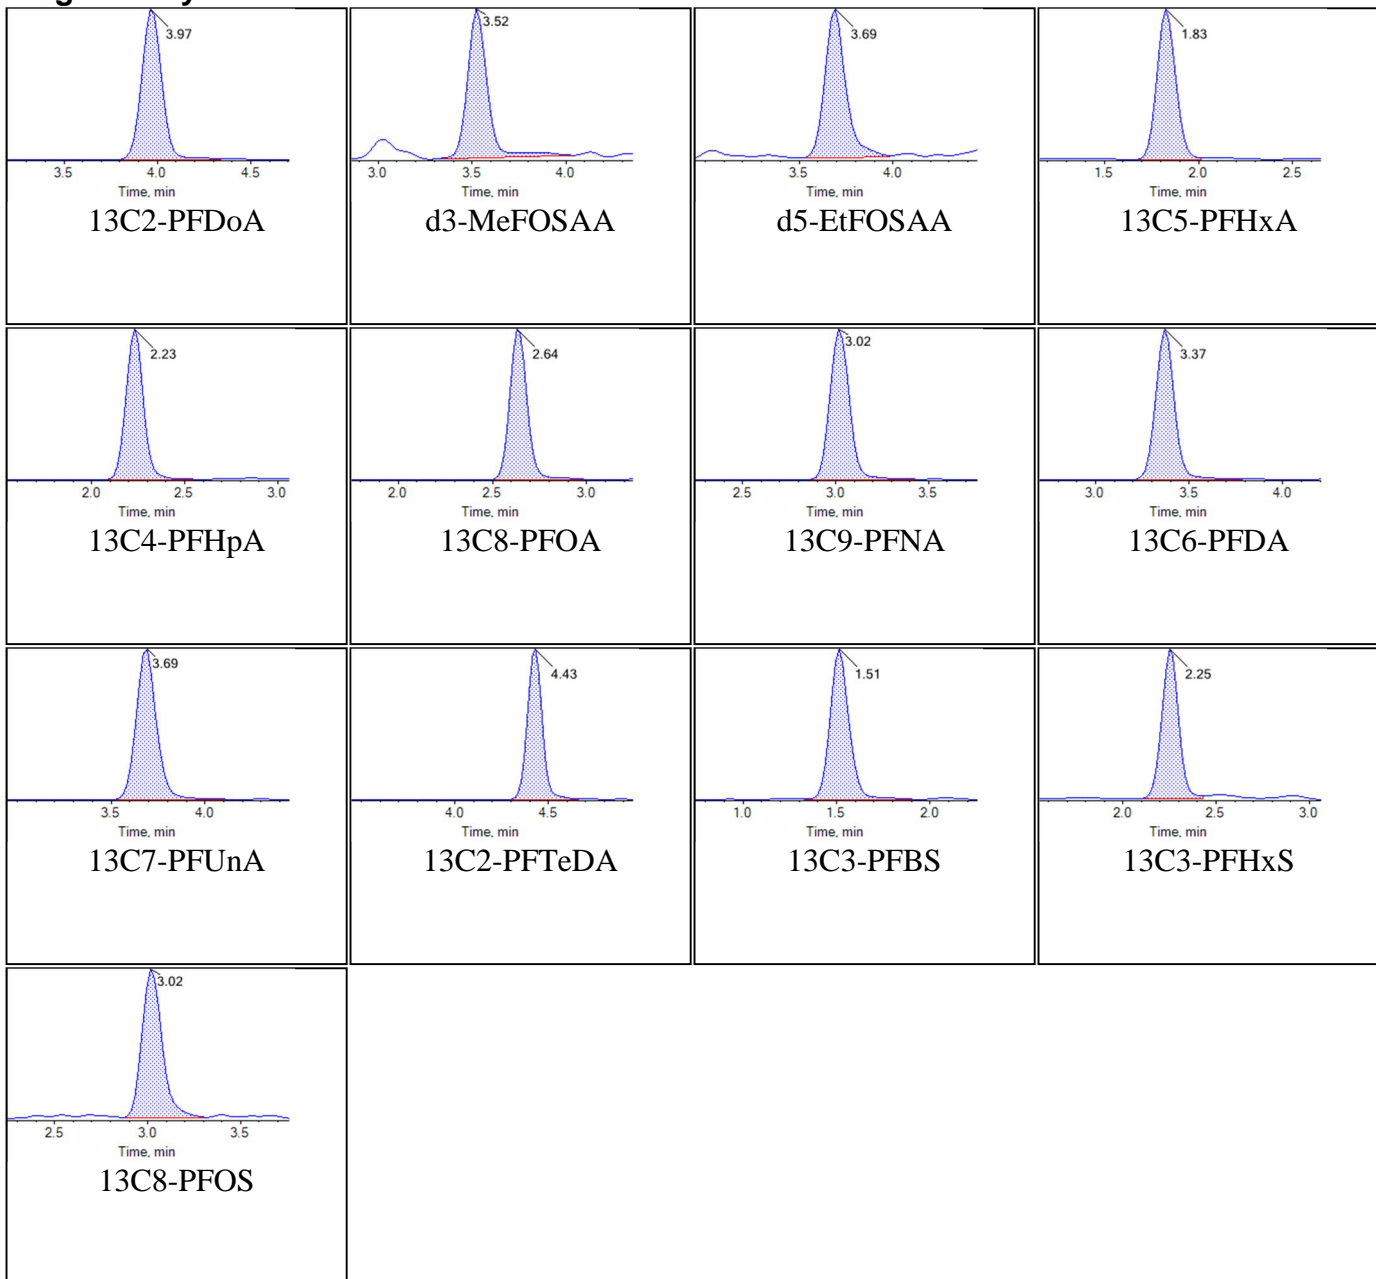 3.97
3.5 4.0 4.5
Time, min
13C2-PFDoA
3.52
3.0 3.5 4.0
Time, min
d3-MeFOSAA
3.69
3.5 4.0
Time, min
d5-EtFOSAA
1.83
1.5 2.0 2.5
Time, min
13C5-PFHxA
2.23
2.0 2.5 3.0
Time, min
13C4-PFHpA
2.64
2.0 2.5 3.0
Time, min
13C8-PFOA
3.02
2.5 3.0 3.5
Time, min
13C9-PFNA
3.37
3.0 3.5 4.0
Time, min
13C6-PFDA
3.69
3.5 4.0
Time, min
13C7-PFUnA
4.43
4.0 4.5
Time, min
13C2-PFTeDA
1.51
1.0 1.5 2.0
Time, min
13C3-PFBS
2.25
2.0 2.5 3.0
Time, min
13C3-PFHxS
3.02
2.5 3.0 3.5
Time, min
13C8-PFOS